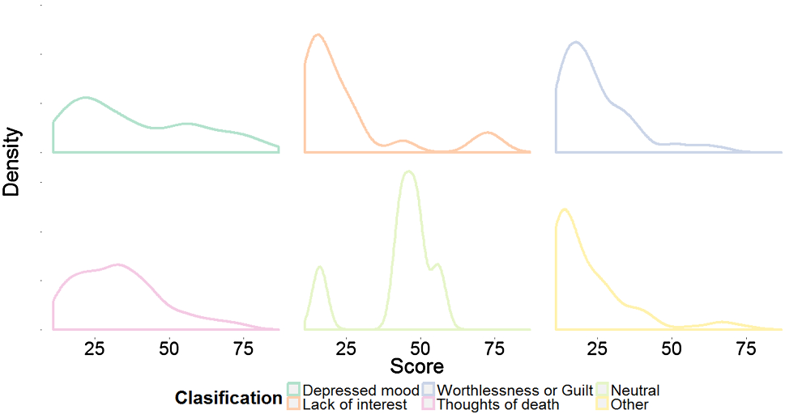 Density
25 50 75 25 50 75 25 50 75
Score
Clasification Depressed mood Worthlessness or Guilt Neutral
Lack of interest Thoughts of death Other